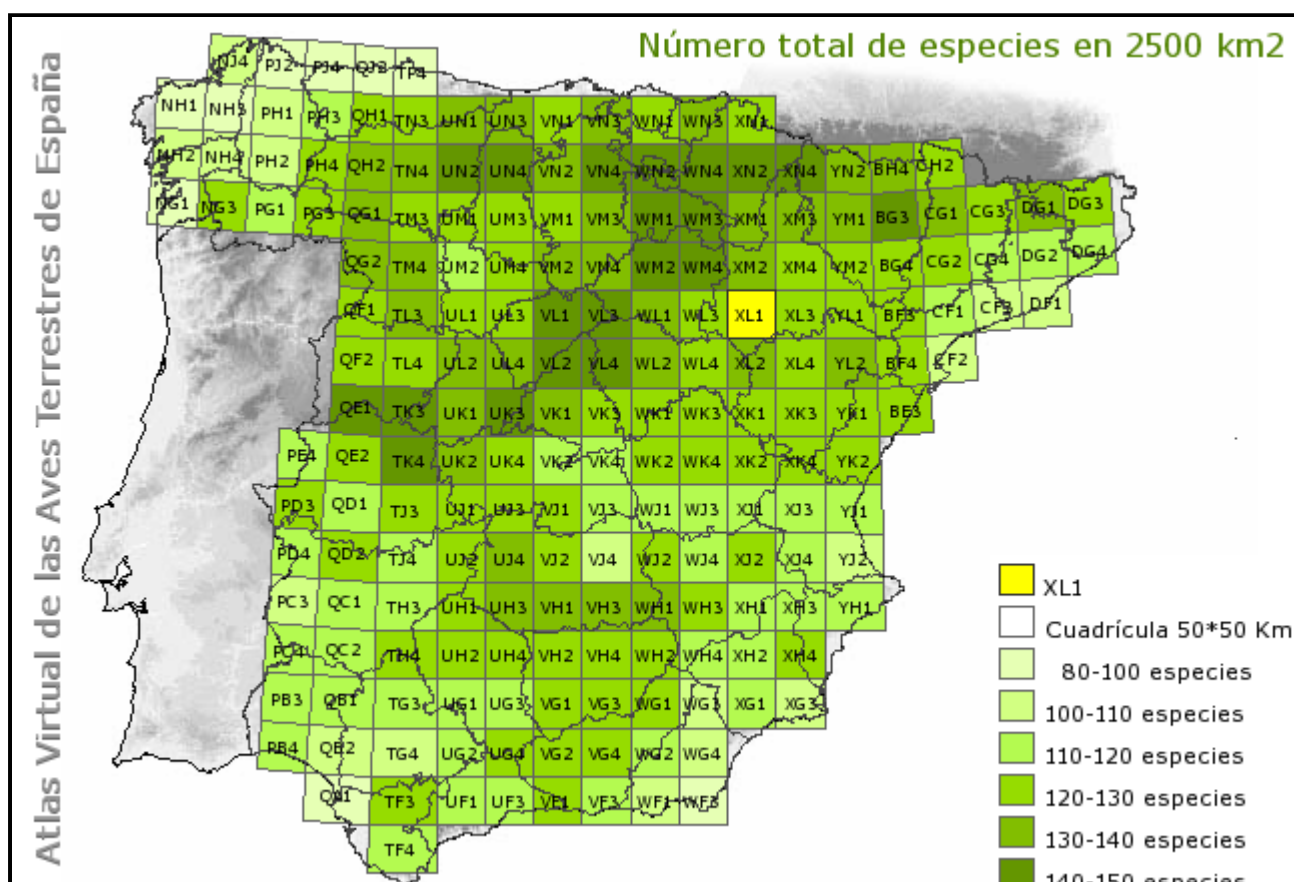 Número total de especies en 2500 km2
Atlas Virtual de las Aves Terrestres de España
NJ4 PJ2 PJ4 QJ2 TP4
NH1 NH3 PH1 PH3 QH1 TN3 UN1 UN3 VN1 VN3 WN1 WN3 XN1
NH2 NH4 PH2 PH4 QH2 TN4 UN2 UN4 VN2 VN4 WN2 WN4 XN2 XN4 YN2 BH4 CH2
NG1 NG3 PG1 PG3 QG1 TM3 UM1 UM3 VM1 VM3 WM1 WM3 XM1 XM3 YM1 BG3 CG1 CG3 DG1 DG3
QG2 TM4 UM2 UM4 VM2 VN4 WM2 WM4 XM2 XM4 YM2 BG4 CG2 CG4 DG2 DG4
QF1 TL3 UL1 UL3 VL1 VL3 WL1 WL3 XL1 XL3 YL1 BF3 CF1 CF3 DF1
QF2 TL4 UL2 UL4 VL2 VL4 WL2 WL4 XL2 XL4 YL2 BF4 CF2
QE1 TK3 UK1 UK3 VK1 VK3 WK1 WK3 XK1 XK3 YK1 BE3
PE4 QE2 TK4 UK2 UK4 VK2 VK4 WK2 WK4 XK2 XK4 YK2
PD3 QD1 TJ3 UJ1 UJ3 VJ1 VJ3 WJ1 WJ3 XJ1 XJ3 YJ1
PD4 QD2 TJ4 UJ2 UJ4 VJ2 VJ4 WJ2 WJ4 XJ2 XJ4 YJ2
PC3 QC1 TH3 UH1 UH3 VH1 VH3 WH1 WH3 XH1 XH3 YH1
PC4 QC2 TH4 UH2 UH4 VH2 VH4 WH2 WH4 XH2 XH4
PB3 QB1 TG3 UG1 UG3 VG1 VG3 WG1 WG3 XG1 XG3
PB4 QB2 TG4 UG2 UG4 VG2 VG4 WG2 WG4
QA1 TF3 UF1 UF3 VF1 VF3 WF1 WF3
TF4
XL1
Cuadrícula 50*50 Km
80-100 especies
100-110 especies
110-120 especies
120-130 especies
130-140 especies
140-150 especies